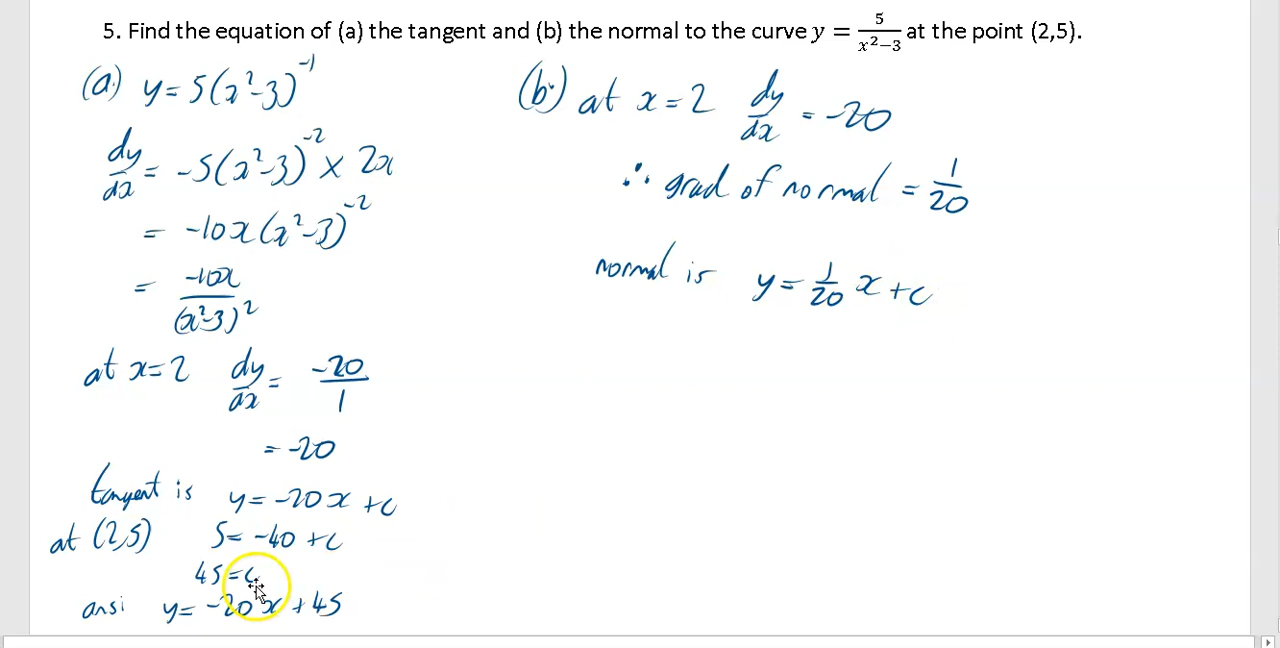 5. Find the equation of (a) the tangent and (b) the normal to the curve y = 5/(x²−3) at the point (2,5).
(a) y = 5(x²-3)⁻¹
dy/dx = -5(x²-3)⁻² × 2x
= -10x(x²-3)⁻²
= -10x/(x²-3)²
at x=2 dy/dx = -20/1
= -20
tangent is y = -20x + c
at (2,5) 5 = -40 + c
45 = c
ans: y = -20x + 45
(b) at x = 2 dy/dx = -20
∴ grad of normal = 1/20
normal is y = 1/20 x + c